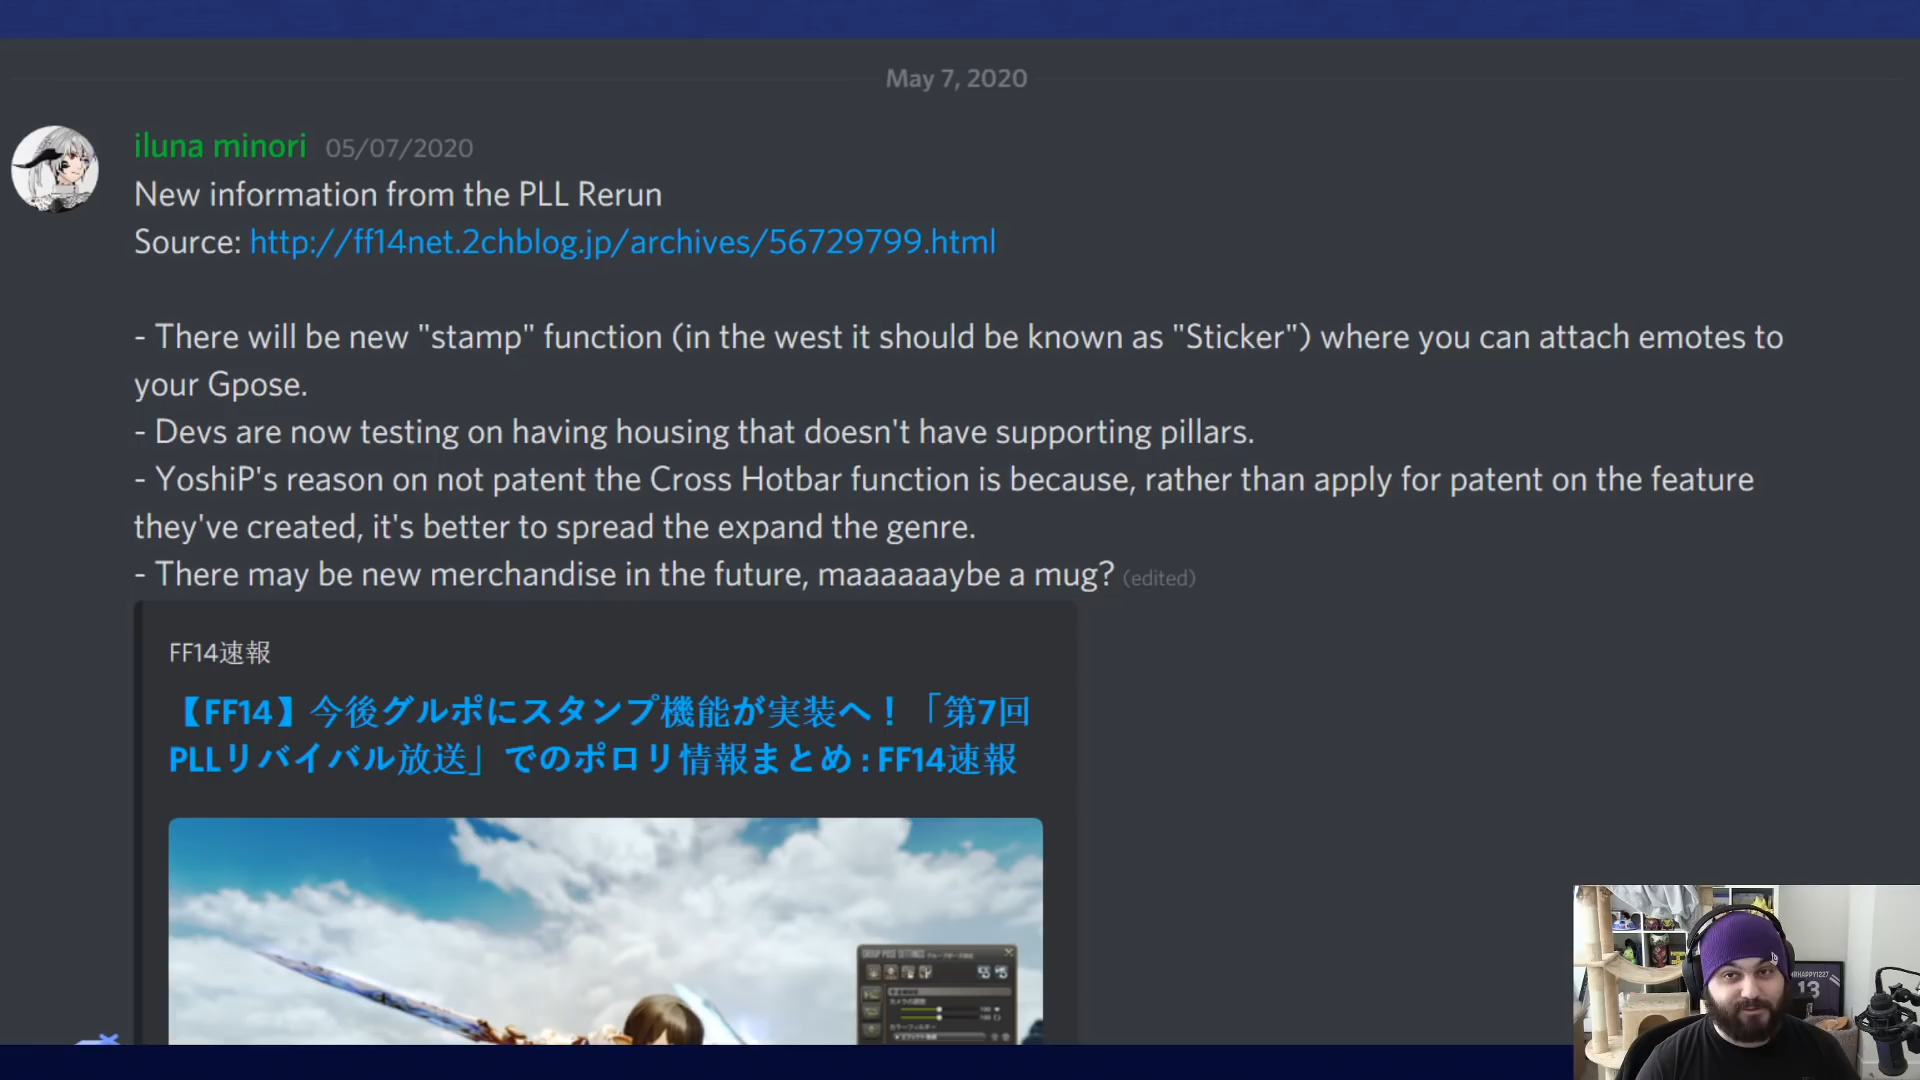 May 7, 2020
iluna minori 05/07/2020
New information from the PLL Rerun
Source: http://ff14net.2chblog.jp/archives/56729799.html
- There will be new "stamp" function (in the west it should be known as "Sticker") where you can attach emotes to
your Gpose.
- Devs are now testing on having housing that doesn't have supporting pillars.
- YoshiP's reason on not patent the Cross Hotbar function is because, rather than apply for patent on the feature
they've created, it's better to spread the expand the genre.
- There may be new merchandise in the future, maaaaaaybe a mug? (edited)
FF14速報
【FF14】今後グルポにスタンプ機能が実装へ！「第7回
PLLリバイバル放送」でのポロリ情報まとめ : FF14速報
GROUP POSE SETTINGS
13